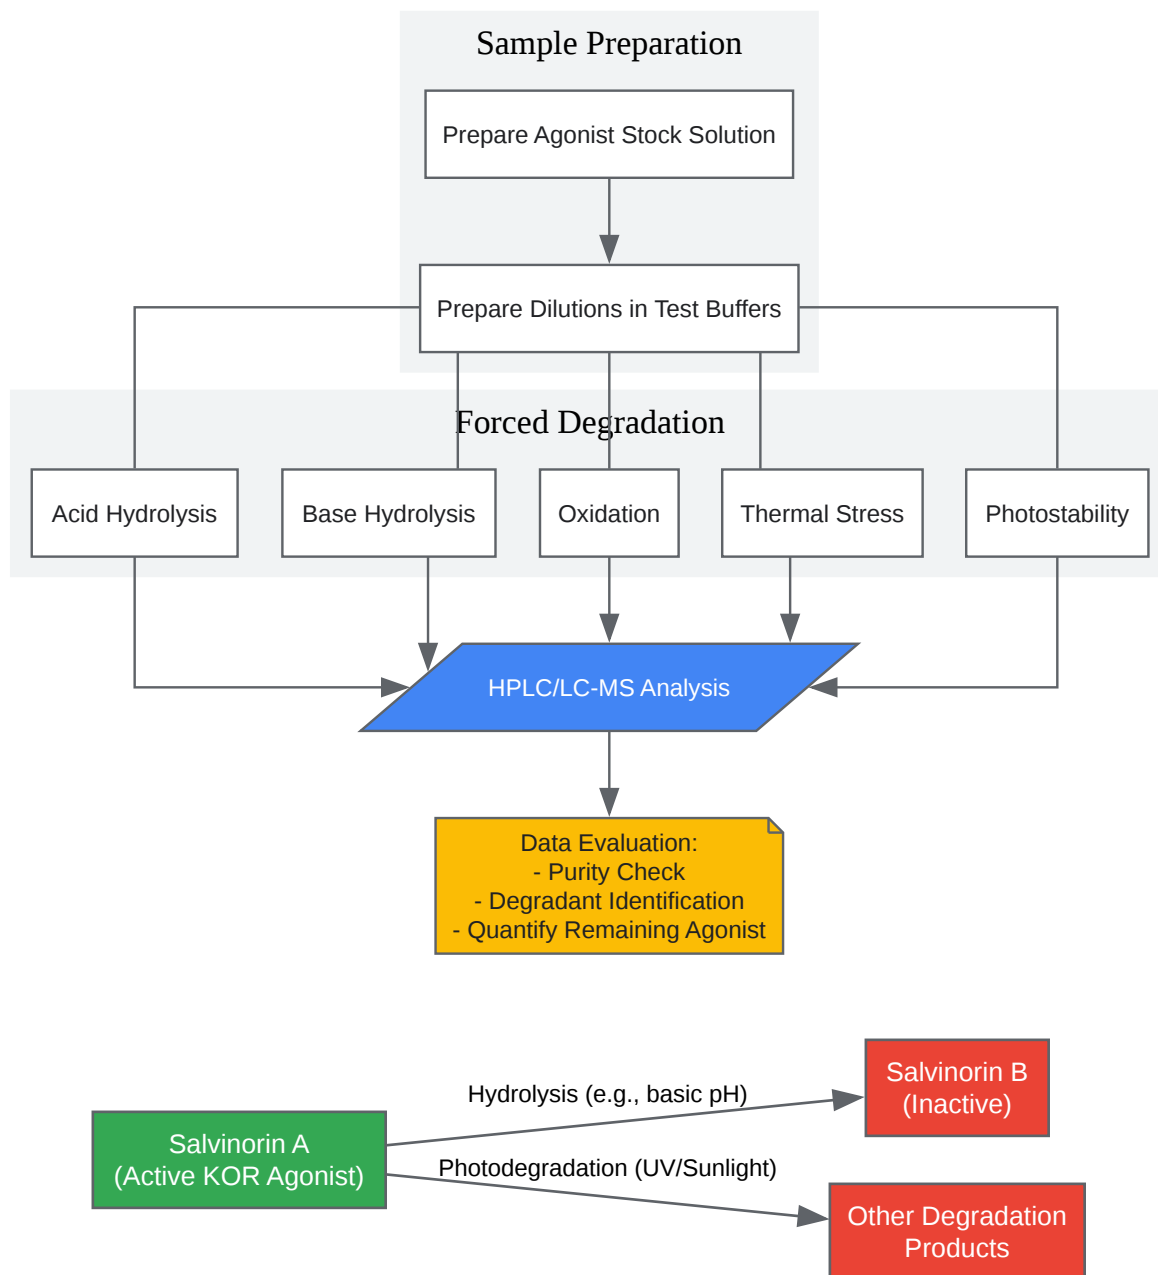 Sample Preparation
Prepare Agonist Stock Solution
Prepare Dilutions in Test Buffers
Forced Degradation
Acid Hydrolysis
Base Hydrolysis
Oxidation
Thermal Stress
Photostability
HPLC/LC-MS Analysis
Data Evaluation:
- Purity Check
- Degradant Identification
- Quantify Remaining Agonist
Salvinorin A
(Active KOR Agonist)
Hydrolysis (e.g., basic pH)
Photodegradation (UV/Sunlight)
Salvinorin B
(Inactive)
Other Degradation
Products